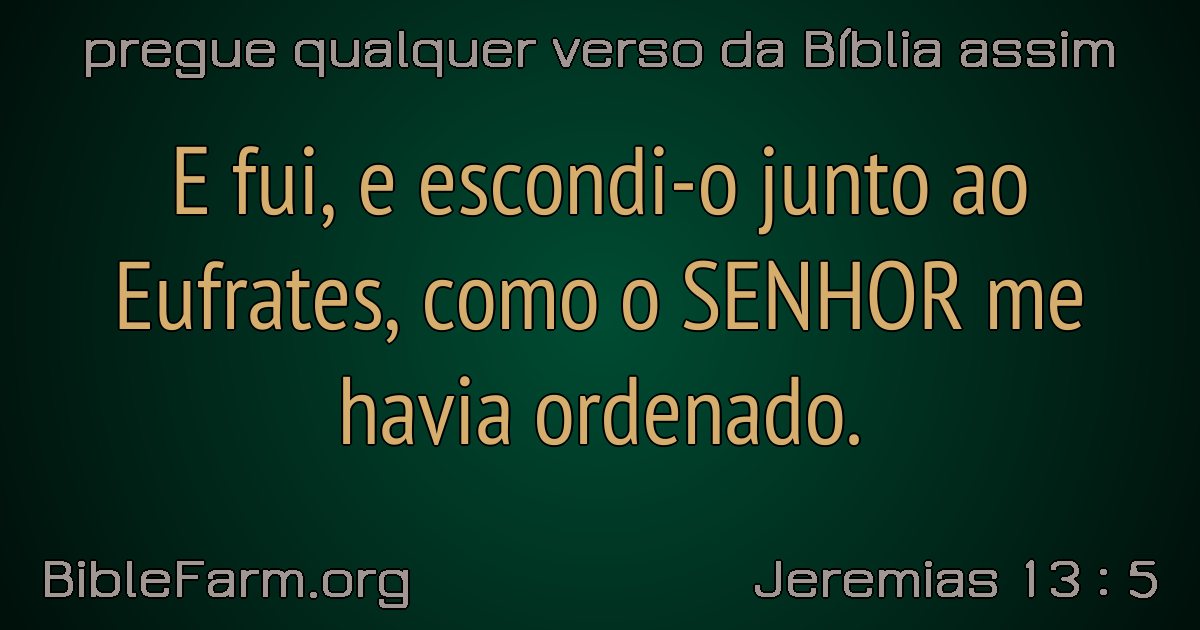 pregue qualquer verso da Bíblia assim
E fui, e escondi-o junto ao
Eufrates, como o SENHOR me
havia ordenado.
BibleFarm.org
Jeremias 13 : 5